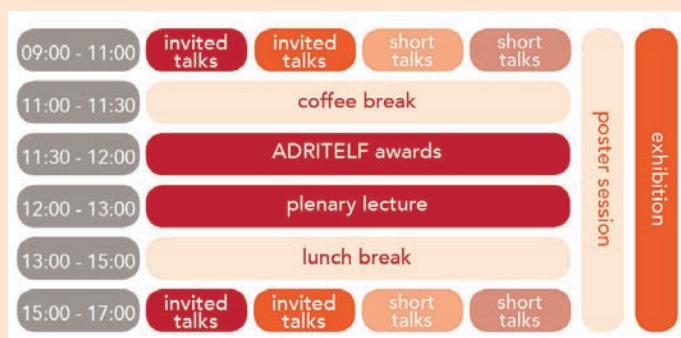 09:00 - 11:00
invited
talks
invited
talks
short
talks
short
talks
11:00 - 11:30
coffee break
11:30 - 12:00
ADRITELF awards
12:00 - 13:00
plenary lecture
13:00 - 15:00
lunch break
15:00 - 17:00
invited
talks
invited
talks
short
talks
short
talks
poster session
exhibition